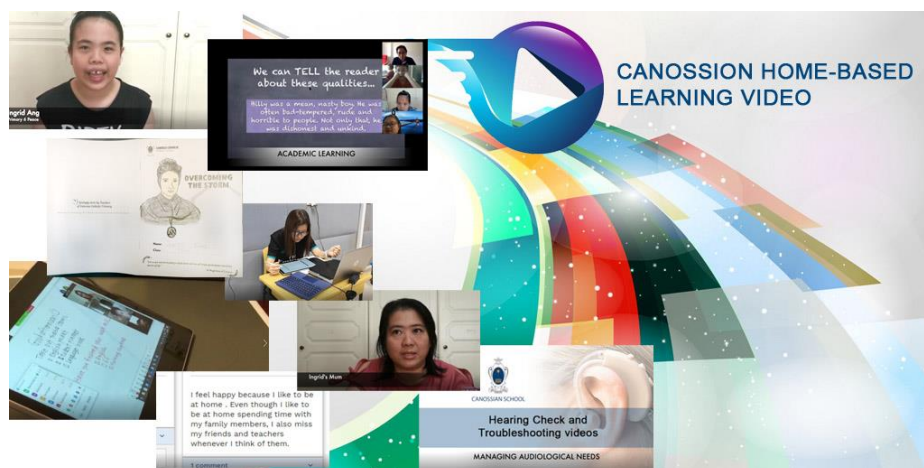 CANOSSION HOME-BASED
LEARNING VIDEO
Ingrid Ang
Primary 6 Peace
We can TELL the reader
about these qualities...
Billy was a mean, nasty boy. He was
often bad-tempered, rude and
horrible to people. Not only that, he
was dishonest and unkind.
ACADEMIC LEARNING
OVERCOMING
THE STORM
Ingrid's Mum
I feel happy because I like to be
at home . Even though I like to
be at home spending time with
my family members, I also miss
my friends and teachers
whenever I think of them.
1 comment
CANOSSIAN SCHOOL
Hearing Check and
Troubleshooting videos
MANAGING AUDIOLOGICAL NEEDS